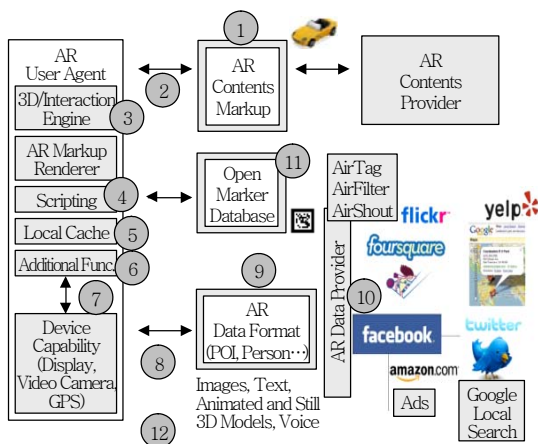 AR
User Agent
3D/Interaction
Engine
3
AR Markup
Renderer
Scripting
4
Local Cache
5
Additional Func.
6
7
Device
Capability
(Display,
Video Camera,
GPS)
2
8
12
1
AR
Contents
Markup
AR
Contents
Provider
11
Open
Marker
Database
9
AR
Data Format
(POI, Person…)
Images, Text,
Animated and Still
3D Models, Voice
AirTag
AirFilter
AirShout
AR Data Provider
10
flickr
yelp
foursquare
Google
facebook
twitter
amazon.com
Ads
Google
Local
Search